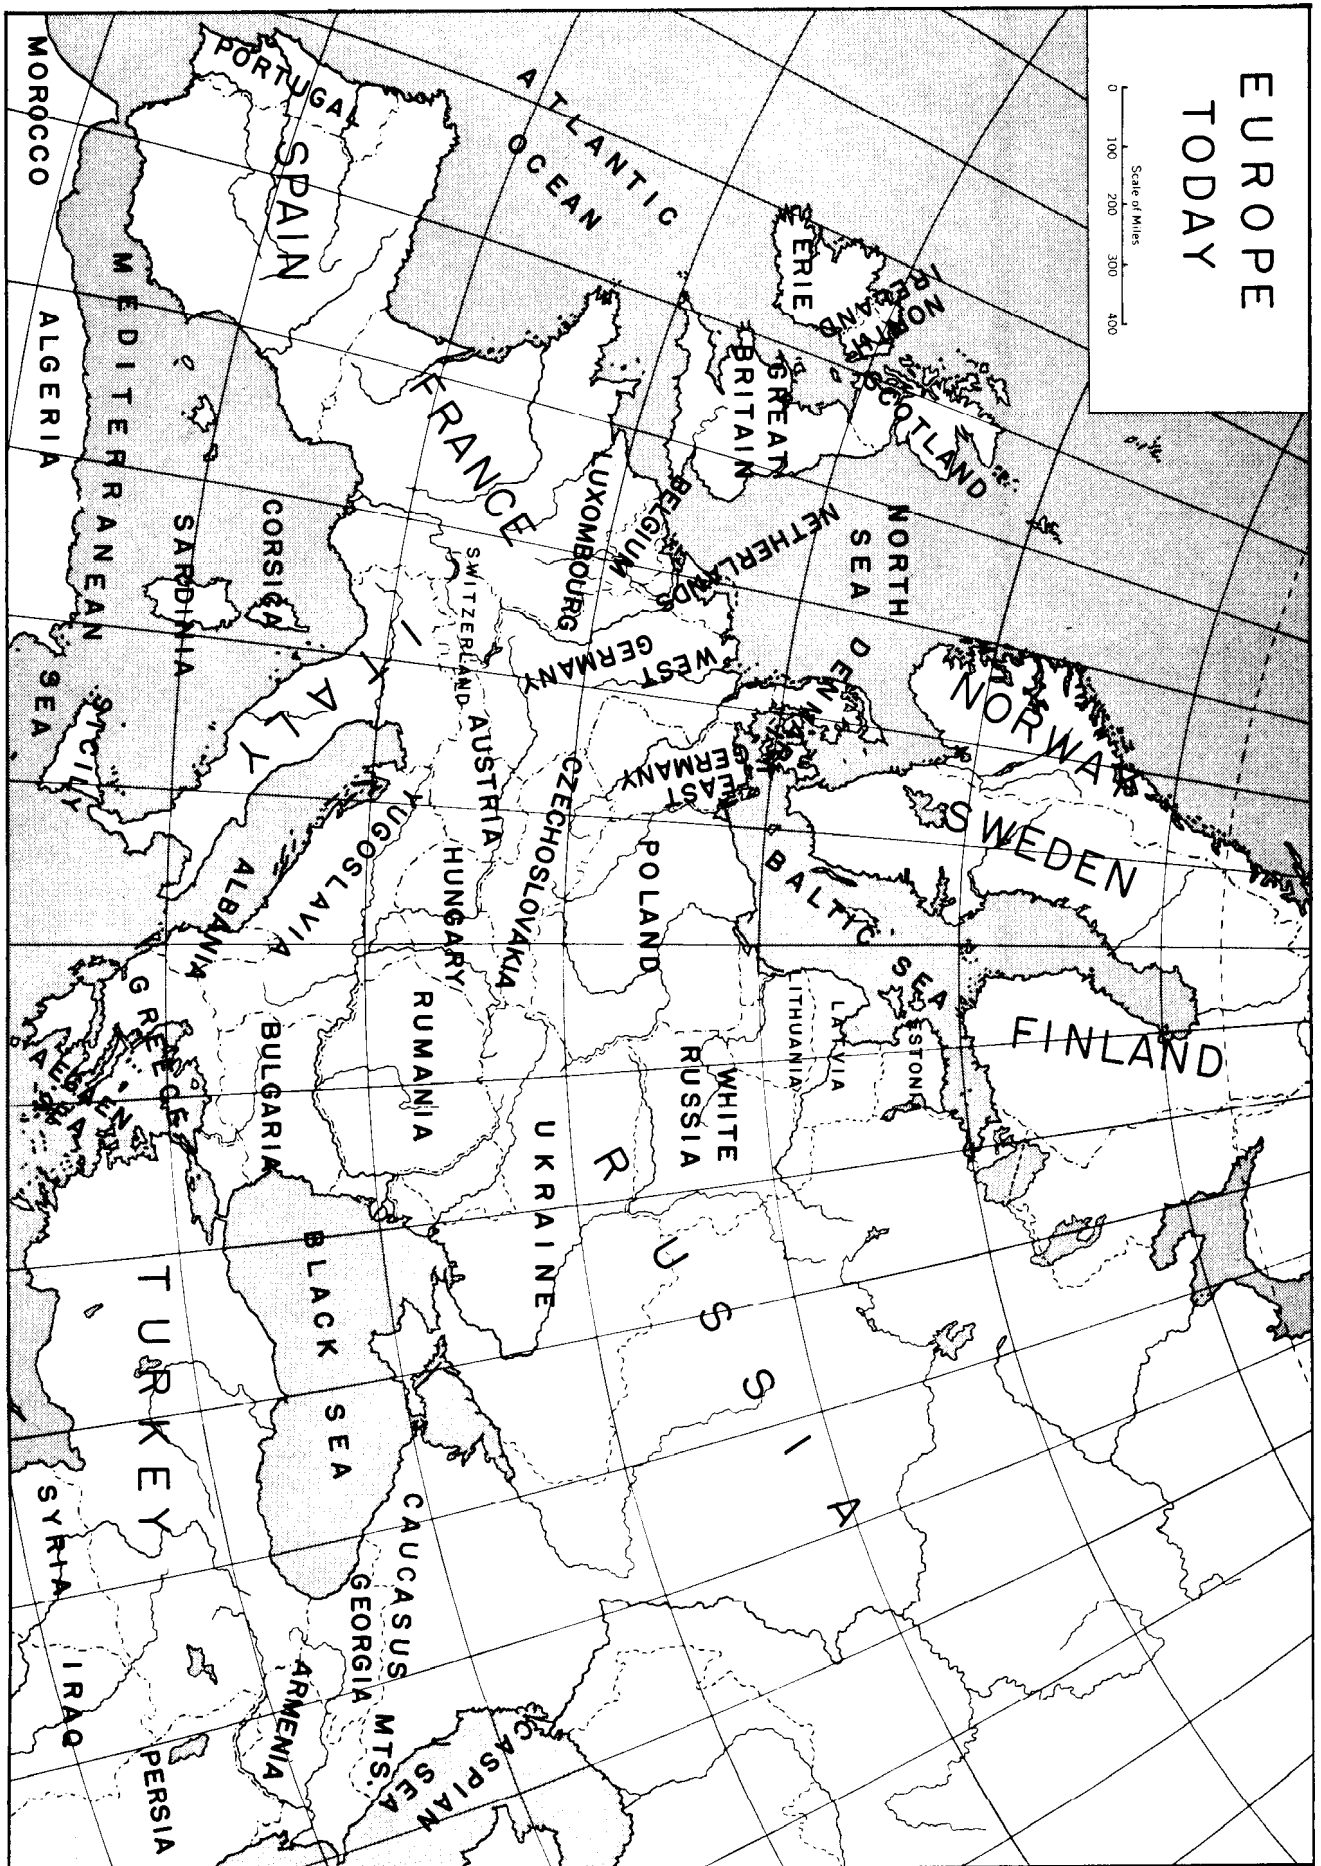 EUROPE
TODAY
0 100 200 300 400
Scale of Miles
ATLANTIC
OCEAN
NORTH
IRELAND
ERIE
SCOTLAND
GREAT
BRITAIN
NORTH
SEA
NORWAY
SWEDEN
FINLAND
DENMARK
BALTIC
SEA
ESTONIA
LATVIA
LITHUANIA
NETHERLANDS
BELGIUM
LUXOMBOURG
WEST
GERMANY
EAST
GERMANY
POLAND
WHITE
RUSSIA
RUSSIA
UKRAINE
CZECHOSLOVAKIA
FRANCE
SWITZERLAND
AUSTRIA
HUNGARY
RUMANIA
PORTUGAL
SPAIN
ITALY
YUGOSLAVIA
BULGARIA
ALBANIA
GREECE
AEGEAN
SEA
BLACK
SEA
CAUCASUS MTS.
GEORGIA
ARMENIA
CASPIAN
SEA
CORSICA
SARDINIA
SICILY
MEDITERRANEAN
SEA
MOROCCO
ALGERIA
TURKEY
SYRIA
IRAQ
PERSIA